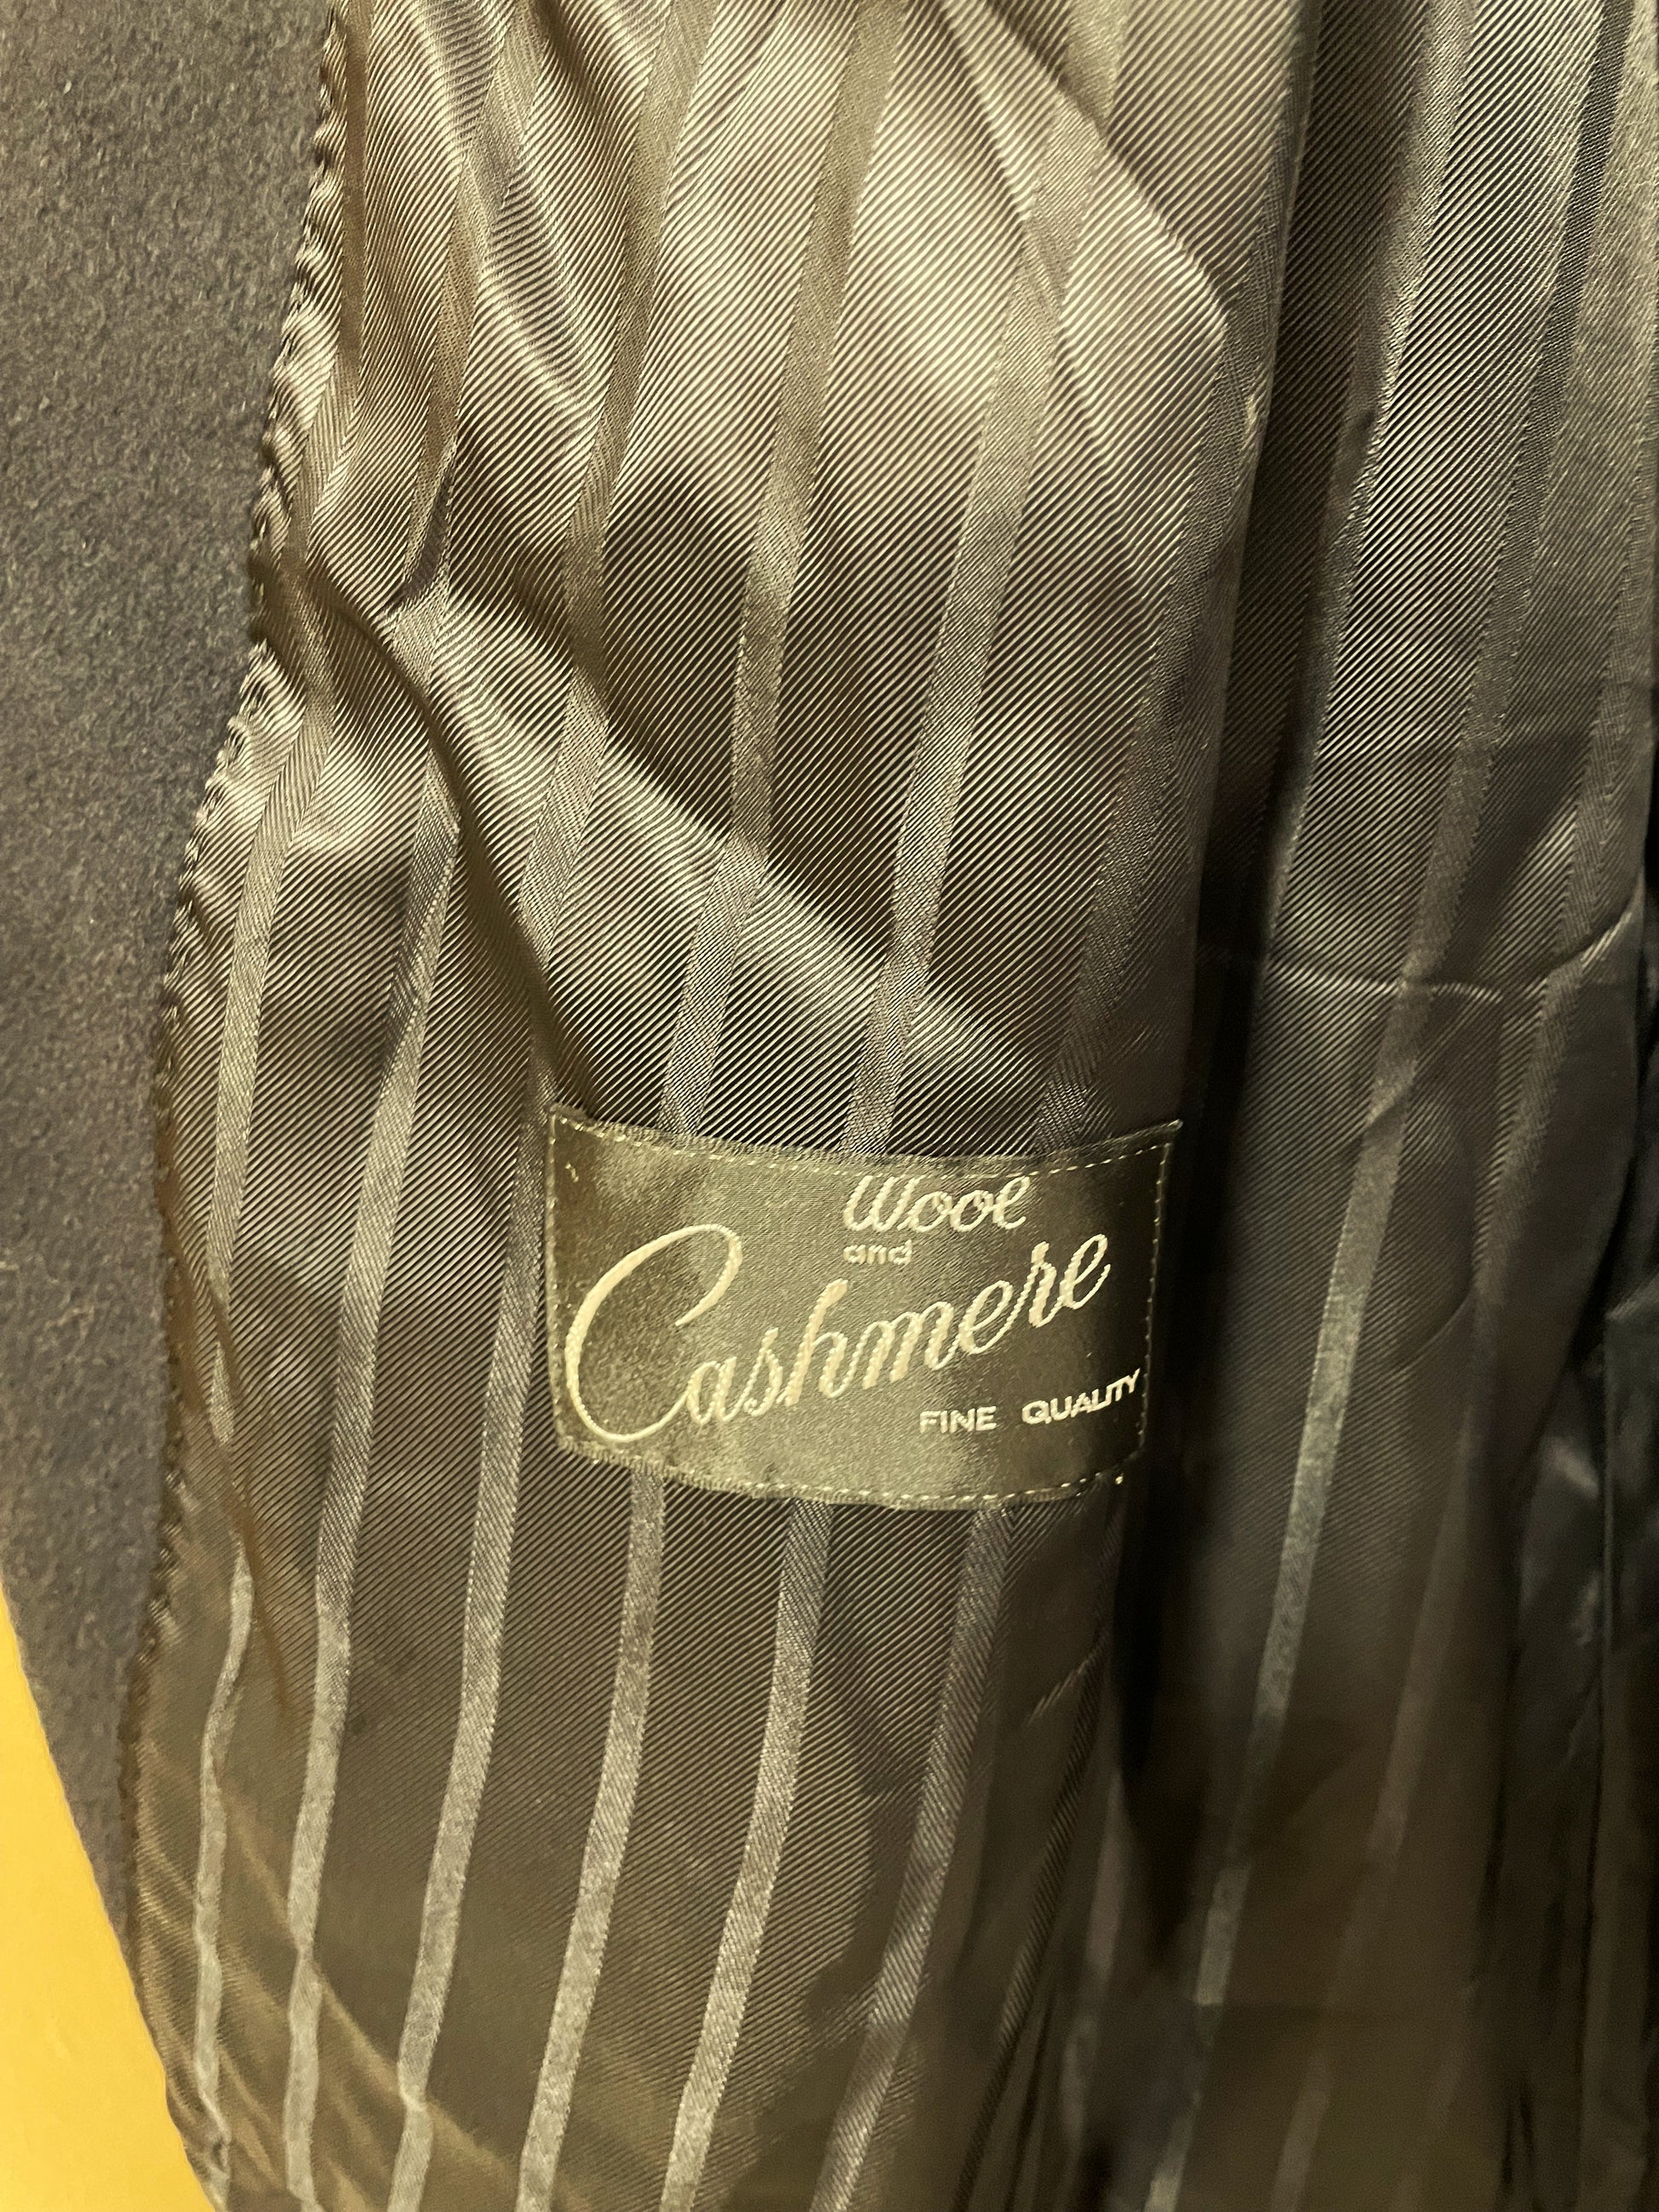 Wool
and
Cashmere
FINE QUALITY